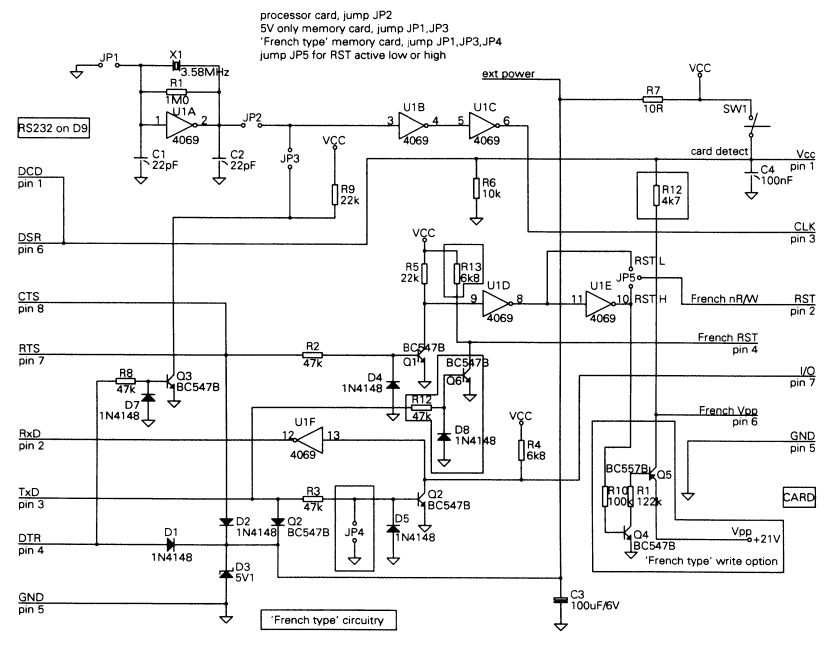 processor card, jump JP2
5V only memory card, jump JP1,JP3
'French type' memory card, jump JP1,JP3,JP4
jump JP5 for RST active low or high
JP1
X1
3.58MHz
R1
1M0
U1A
1
2
4069
C1
22pF
C2
22pF
JP2
JP3
VCC
R9
22k
U1B
3
4
4069
U1C
5
6
4069
ext power
R7
10R
VCC
SW1
card detect
Vcc
pin 1
C4
100nF
RS232 on D9
DCD
pin 1
R6
10k
R12
4k7
CLK
pin 3
DSR
pin 6
VCC
R5
22k
R13
6k8
U1D
9
8
4069
U1E
11
10
4069
RST L
JP5
RST H
French nR/W
RST
pin 2
CTS
pin 8
French RST
pin 4
RTS
pin 7
R2
47k
BC547B
Q1
BC547B
Q6
I/O
pin 7
R8
47k
Q3
BC547B
D7
1N4148
D4
1N4148
R12
47k
D8
1N4148
VCC
R4
6k8
French Vpp
pin 6
RxD
pin 2
U1F
12
13
4069
GND
pin 5
TxD
pin 3
R3
47k
JP4
Q2
BC547B
D5
1N4148
BC557B
Q5
R10
100k
R1
122k
Q4
BC547B
Vpp
+21V
'French type' write option
CARD
D2
1N4148
Q2
BC547B
DTR
pin 4
D1
1N4148
D3
5V1
GND
pin 5
C3
100uF/6V
'French type' circuitry